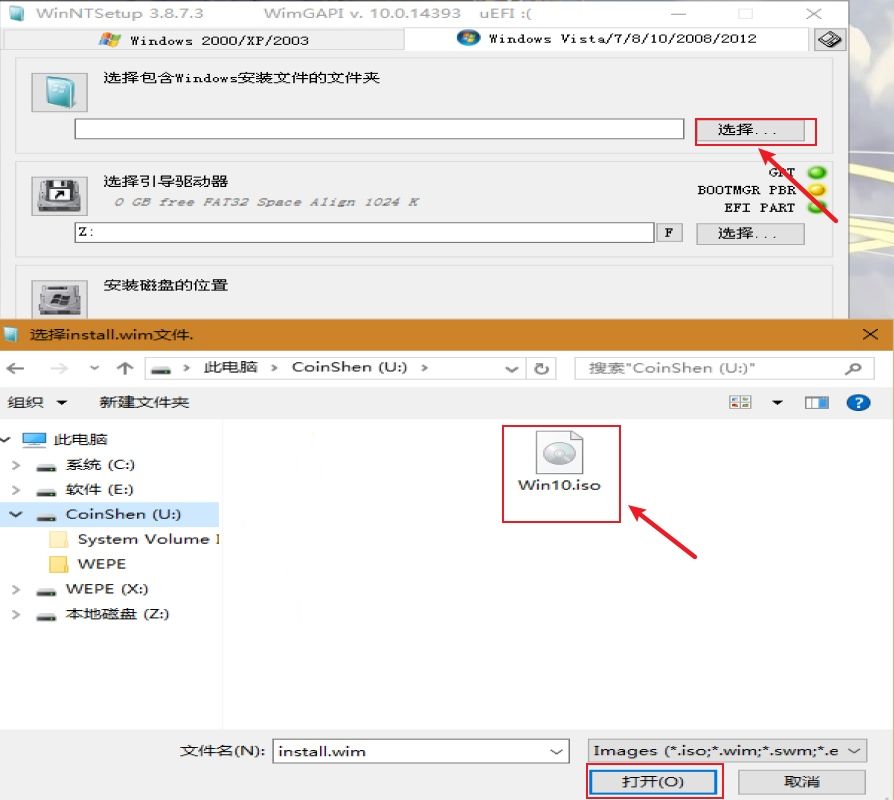 WinNTSetup 3.8.7.3 WimGAPI v. 10.0.14393 uEFI :(
Windows 2000/XP/2003 Windows Vista/7/8/10/2008/2012
选择包含Windows安装文件的文件夹
选择...
选择引导驱动器
0 GB free FAT32 Space Align 1024 K
GPT
BOOTMGR PBR
EFI PART
Z:
F
选择...
安装磁盘的位置
选择install.wim文件.
此电脑 > CoinShen (U:) >
搜索"CoinShen (U:)"
组织 新建文件夹
此电脑
系统 (C:)
软件 (E:)
CoinShen (U:)
System Volume I
WEPE
WEPE (X:)
本地磁盘 (Z:)
Win10.iso
文件名(N): install.wim
Images (*.iso;*.wim;*.swm;*.e
打开(O) 取消